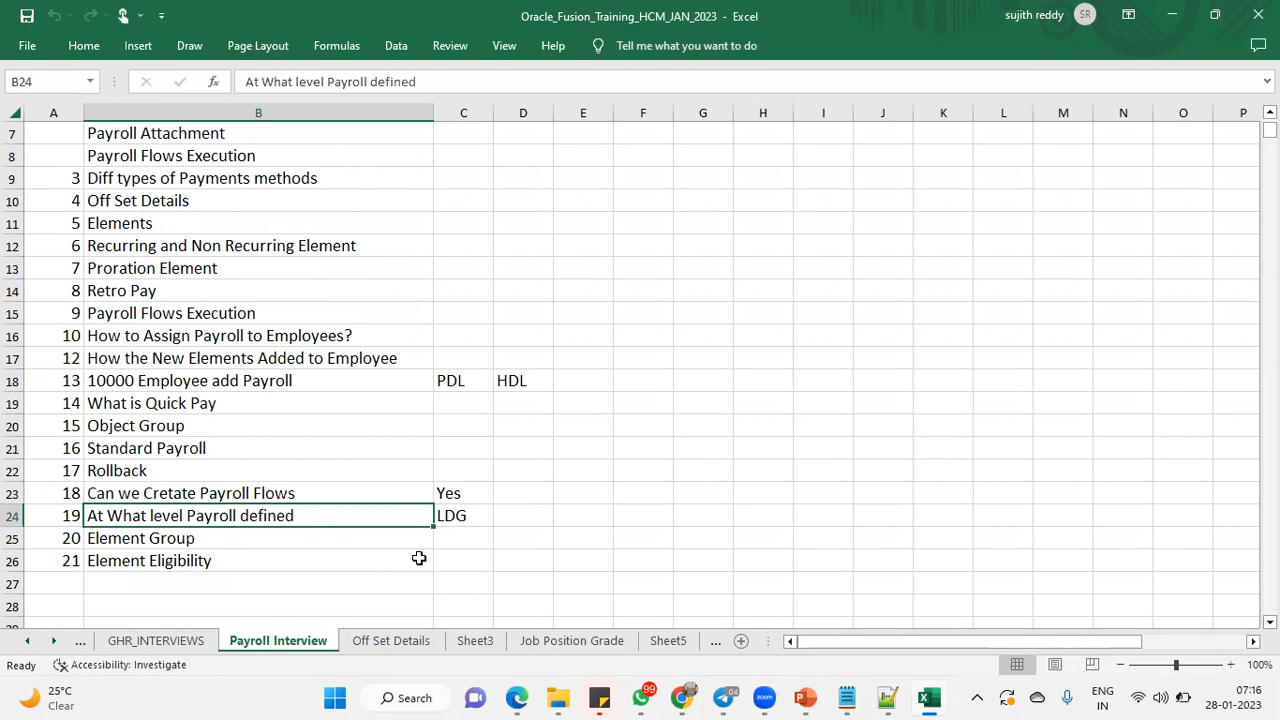 Oracle_Fusion_Training_HCM_JAN_2023 - Excel
sujith reddy SR
File Home Insert Draw Page Layout Formulas Data Review View Help Tell me what you want to do
B24 fx At What level Payroll defined
A B C D E F G H I J K L M N O P
7 Payroll Attachment
8 Payroll Flows Execution
9 3 Diff types of Payments methods
10 4 Off Set Details
11 5 Elements
12 6 Recurring and Non Recurring Element
13 7 Proration Element
14 8 Retro Pay
15 9 Payroll Flows Execution
16 10 How to Assign Payroll to Employees?
17 12 How the New Elements Added to Employee
18 13 10000 Employee add Payroll PDL HDL
19 14 What is Quick Pay
20 15 Object Group
21 16 Standard Payroll
22 17 Rollback
23 18 Can we Cretate Payroll Flows Yes
24 19 At What level Payroll defined LDG
25 20 Element Group
26 21 Element Eligibility
27
28
... GHR_INTERVIEWS Payroll Interview Off Set Details Sheet3 Job Position Grade Sheet5 ...
Ready Accessibility: Investigate 100%
25°C
Clear
Search
99
04
ENG
IN
07:16
28-01-2023